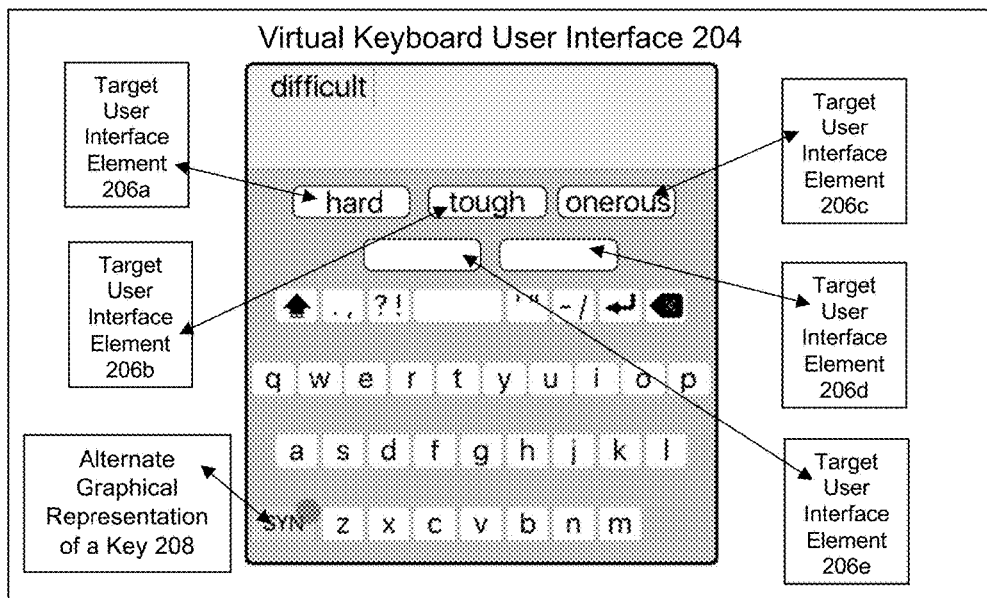 Virtual Keyboard User Interface 204
Target
User
Interface
Element
206a
difficult
Target
User
Interface
Element
206c
hard tough onerous
Target
User
Interface
Element
206b
Target
User
Interface
Element
206d
. , ? ! ' " ~ /
q w e r t y u i o p
a s d f g h j k l
SYN z x c v b n m
Alternate
Graphical
Representation
of a Key 208
Target
User
Interface
Element
206e